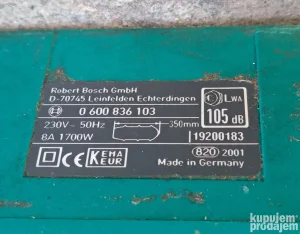 Robert Bosch GmbH
D-70745 Leinfelden Echterdingen
0 600 836 103
230V~ 50Hz
350mm
8A 1700W
LWA
105 dB
19200183
KEMA
KEUR
820 2001
Made in Germany
kupujem
prodajem